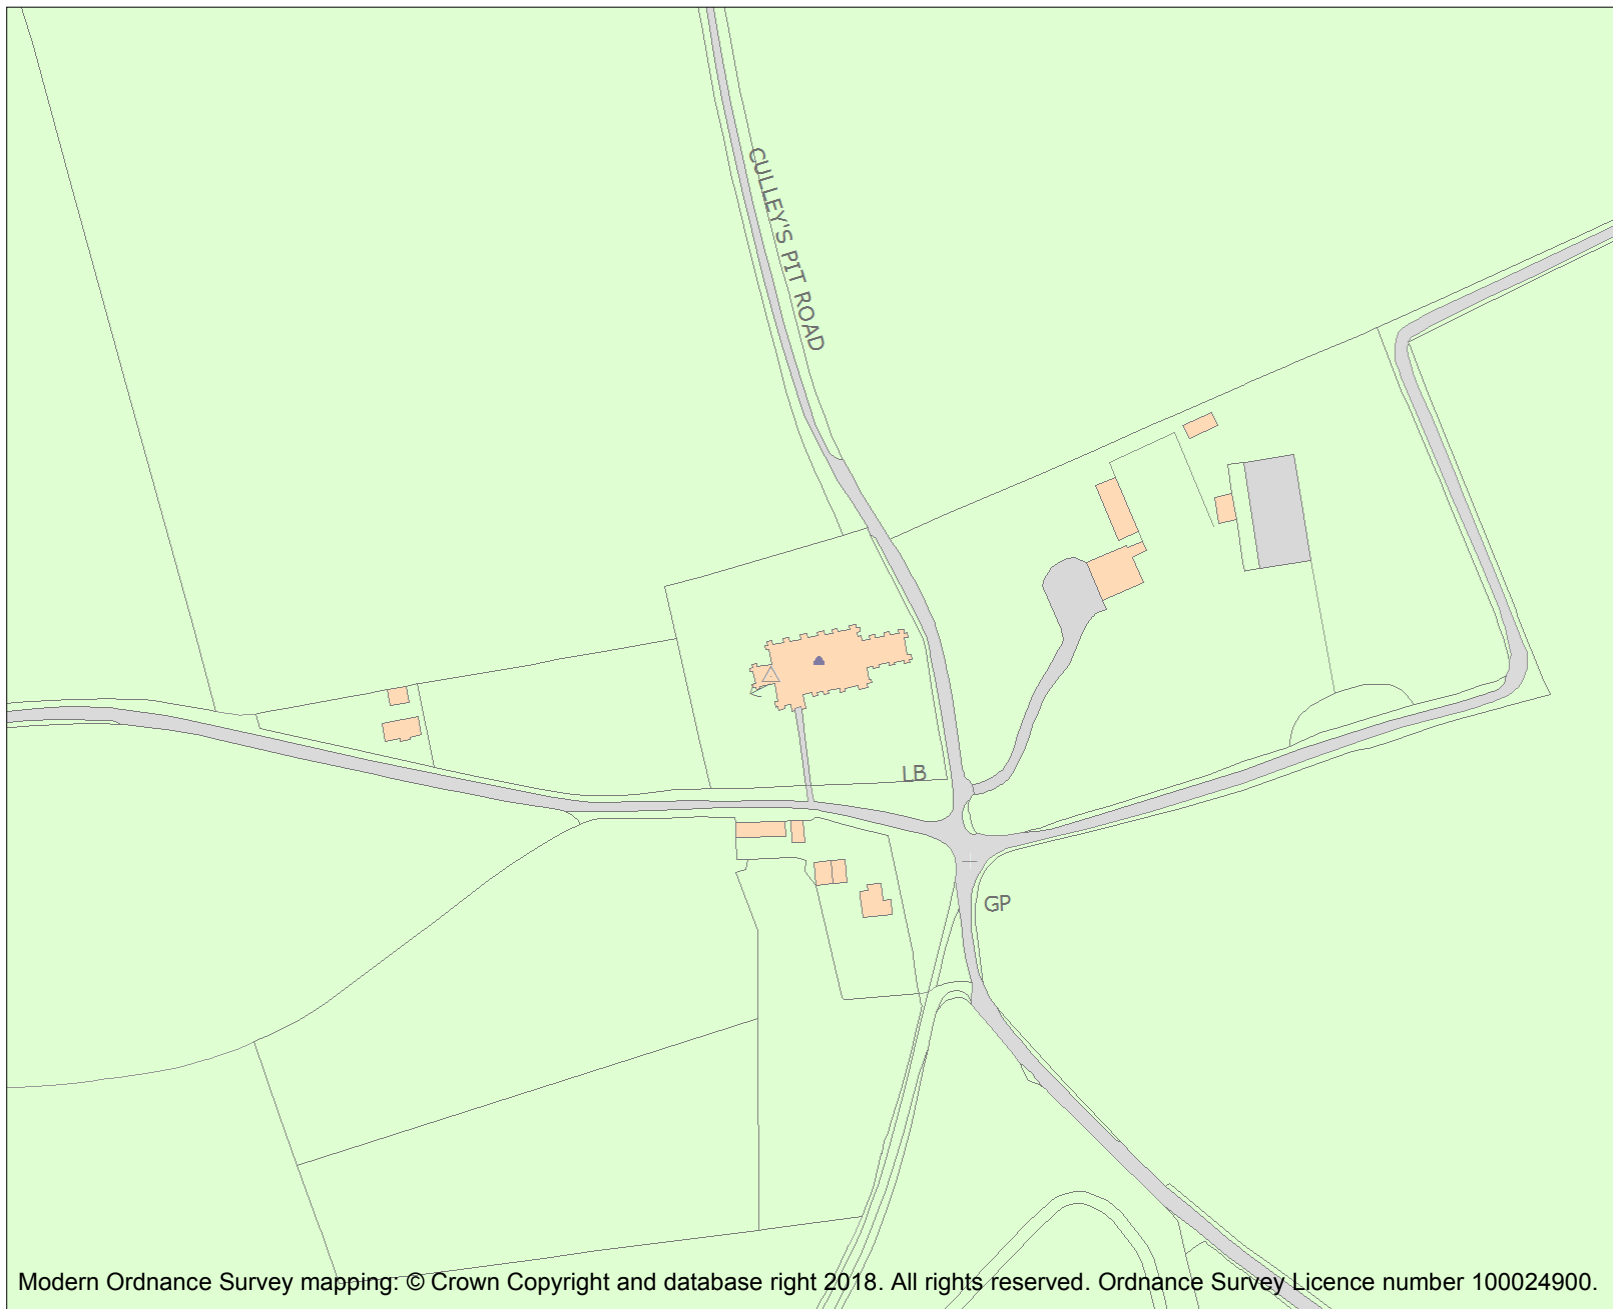 CULLEY'S PIT ROAD
LB
GP
Modern Ordnance Survey mapping: © Crown Copyright and database right 2018. All rights reserved. Ordnance Survey Licence number 100024900.